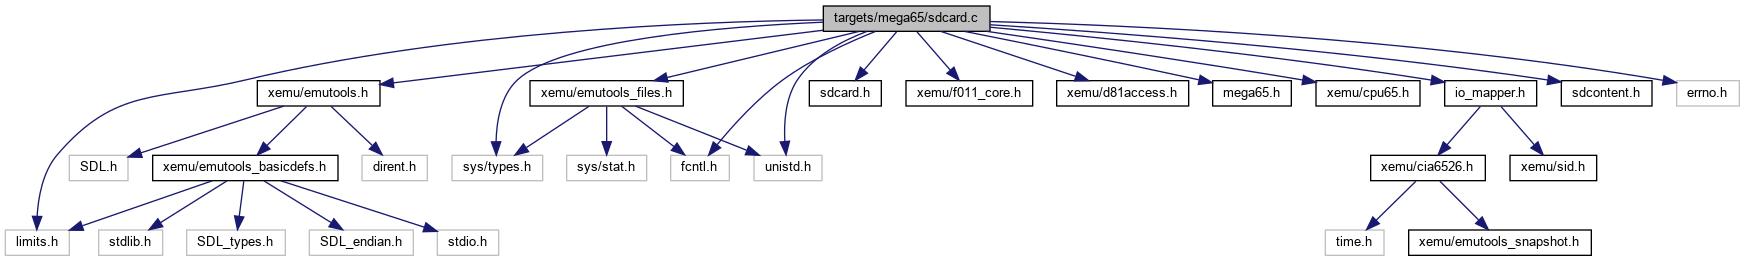 targets/mega65/sdcard.c
xemu/emutools.h
xemu/emutools_files.h
sdcard.h
xemu/f011_core.h
xemu/d81access.h
mega65.h
xemu/cpu65.h
io_mapper.h
sdcontent.h
errno.h
SDL.h
xemu/emutools_basicdefs.h
dirent.h
sys/types.h
sys/stat.h
fcntl.h
unistd.h
xemu/cia6526.h
xemu/sid.h
limits.h
stdlib.h
SDL_types.h
SDL_endian.h
stdio.h
time.h
xemu/emutools_snapshot.h